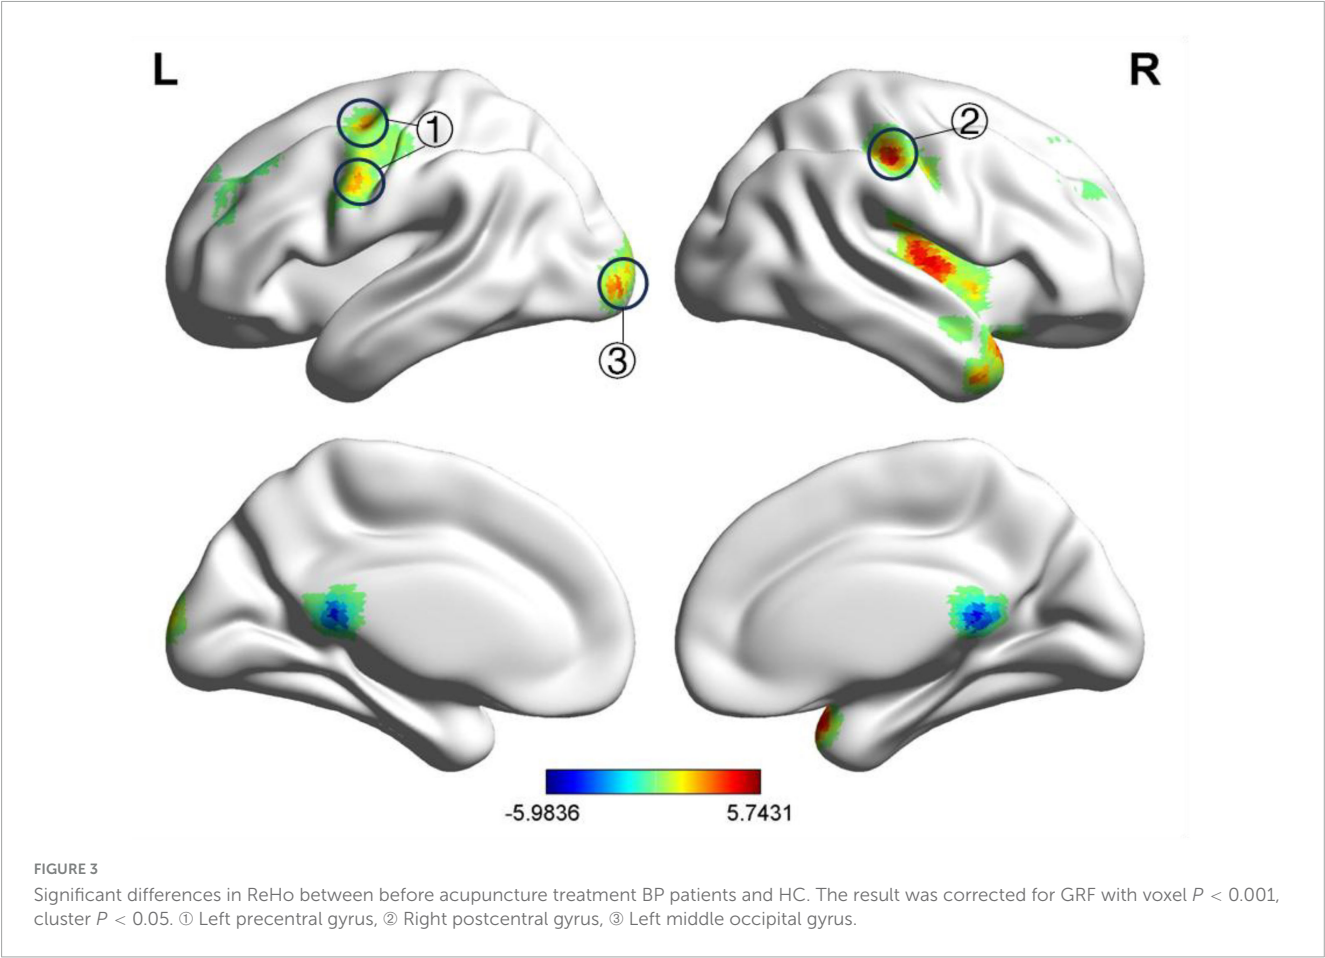 L
R
①
②
③
-5.9836
5.7431
FIGURE 3
Significant differences in ReHo between before acupuncture treatment BP patients and HC. The result was corrected for GRF with voxel P < 0.001,
cluster P < 0.05. ① Left precentral gyrus, ② Right postcentral gyrus, ③ Left middle occipital gyrus.